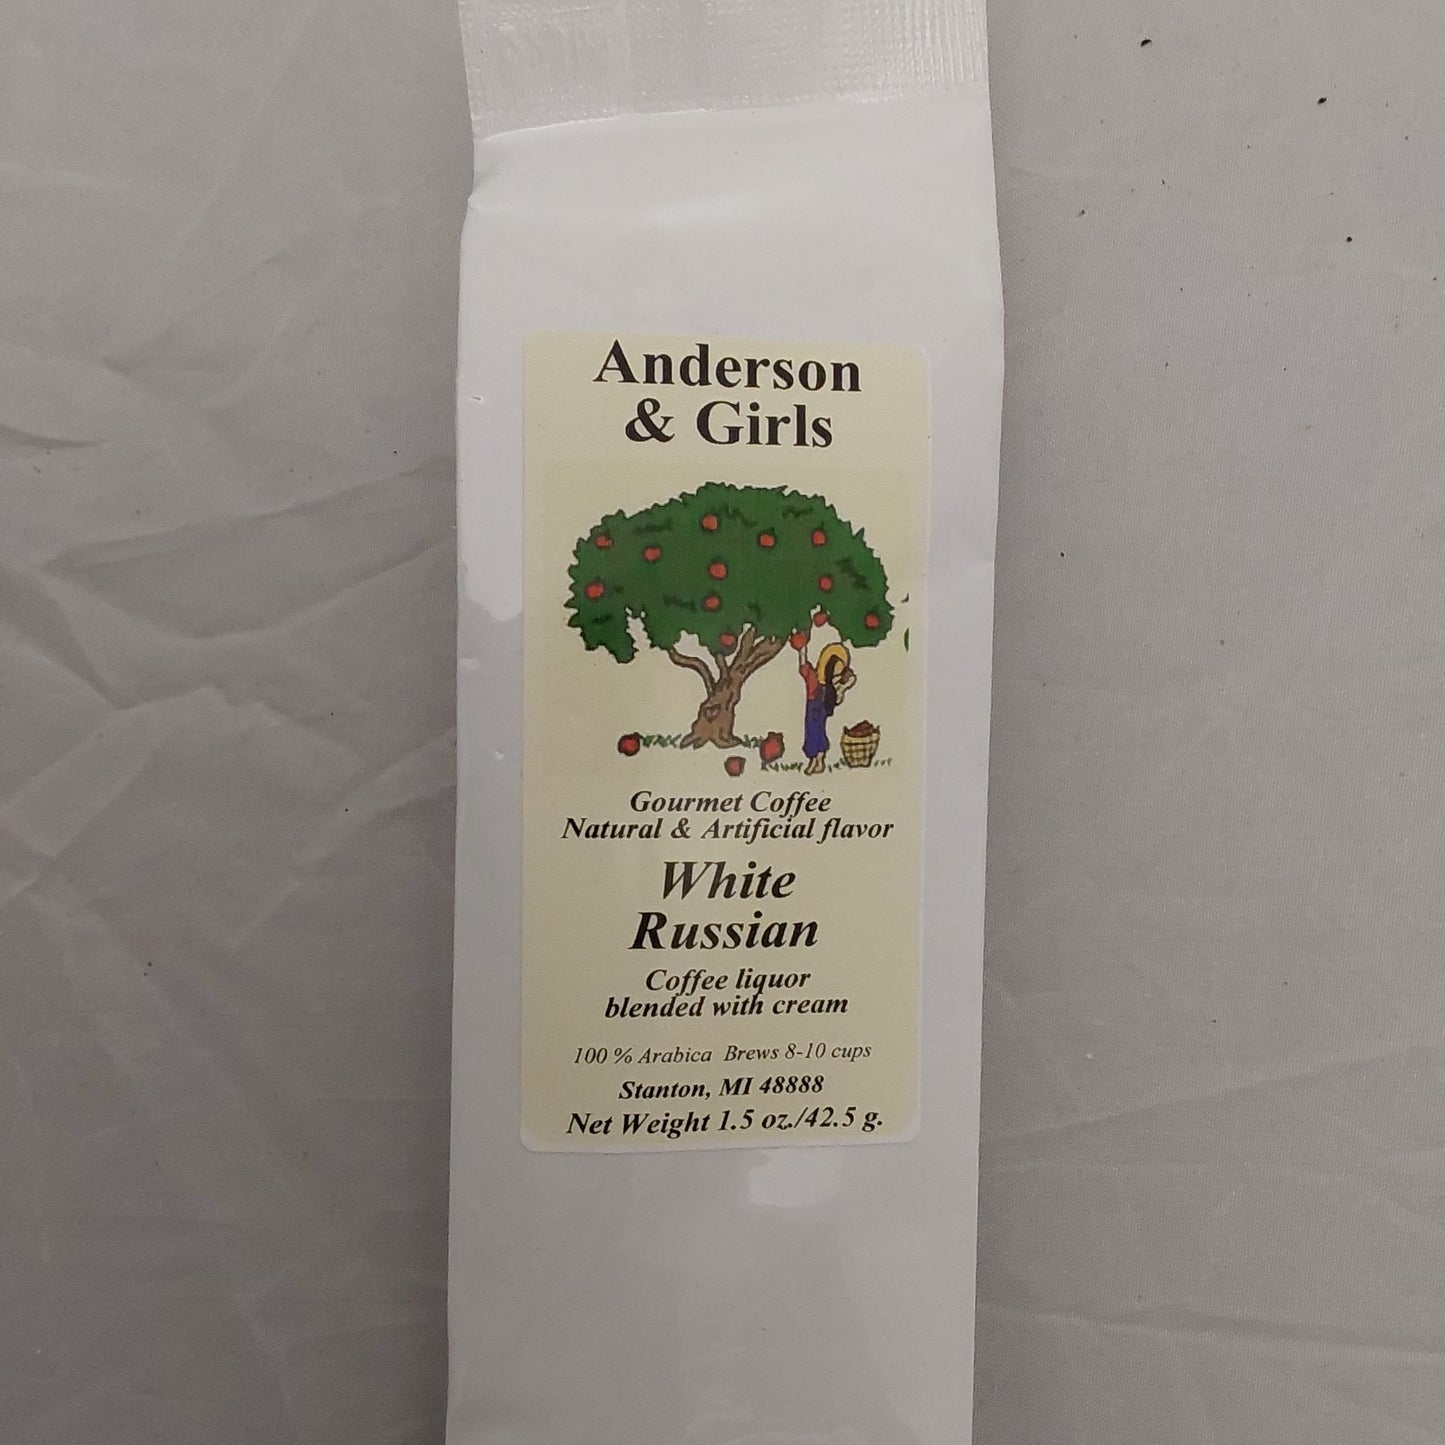 Anderson
& Girls
Gourmet Coffee
Natural & Artificial flavor
White
Russian
Coffee liquor
blended with cream
100 % Arabica Brews 8-10 cups
Stanton, MI 48888
Net Weight 1.5 oz./42.5 g.